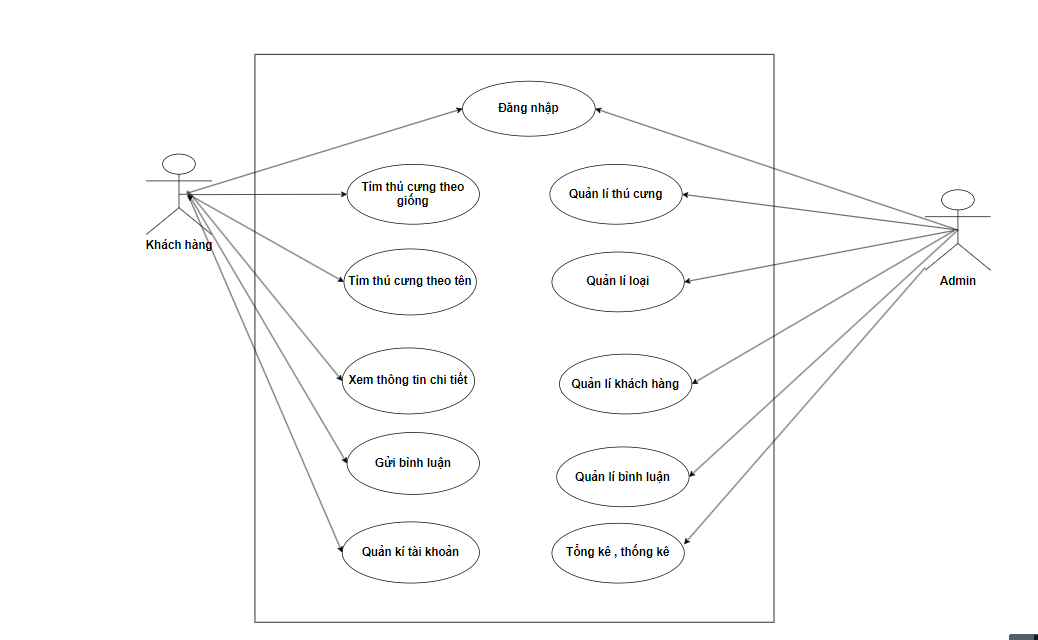 Đăng nhập
Tìm thú cưng theo
giống
Quản lí thú cưng
Khách hàng
Tìm thú cưng theo tên
Quản lí loại
Admin
Xem thông tin chi tiết
Quản lí khách hàng
Gửi bình luận
Quản lí bình luận
Quản kí tài khoản
Tổng kê , thống kê